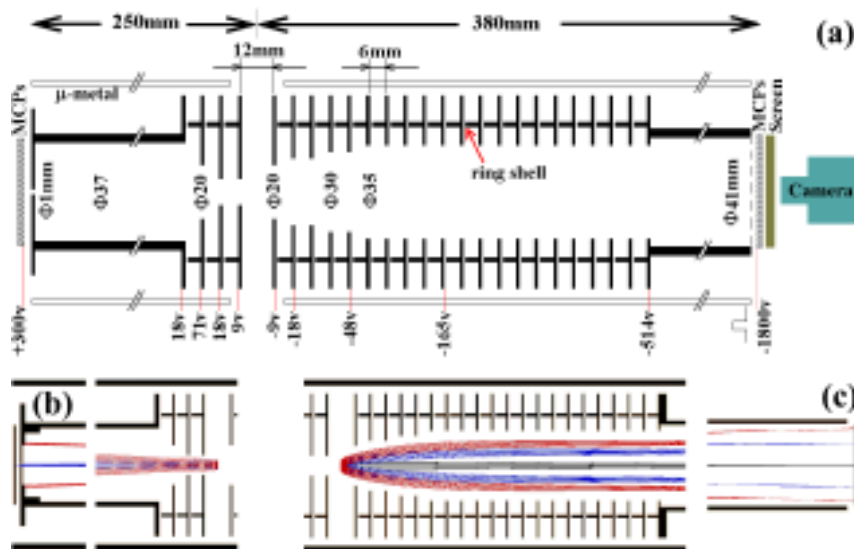 250mm
380mm
(a)
12mm
6mm
μ-metal
MCPs
MCPs
Screen
Φ1mm
Φ37
Φ20
Φ20
Φ30
Φ35
ring shell
Φ41mm
Camera
+300v
18v
71v
18v
9v
-9v
-18v
-48v
-165v
-514v
-1800v
(b)
(c)